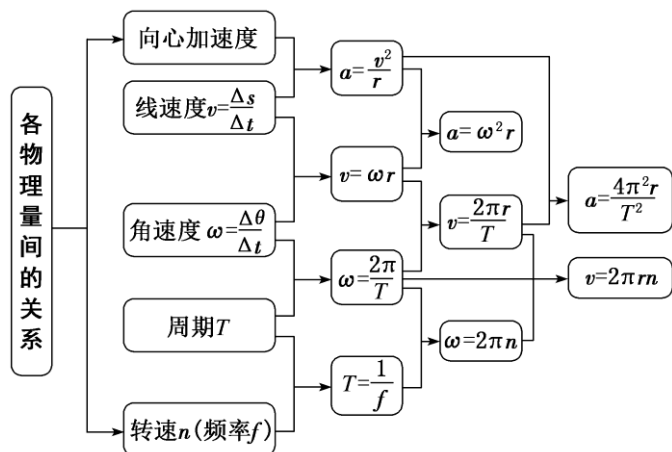 各物理量间的关系
向心加速度
线速度v=Δs/Δt
角速度 ω=Δθ/Δt
周期T
转速n(频率f)
a=v²/r
v=ωr
ω=2π/T
T=1/f
a=ω²r
v=2πr/T
ω=2πn
a=4π²r/T²
v=2πrn